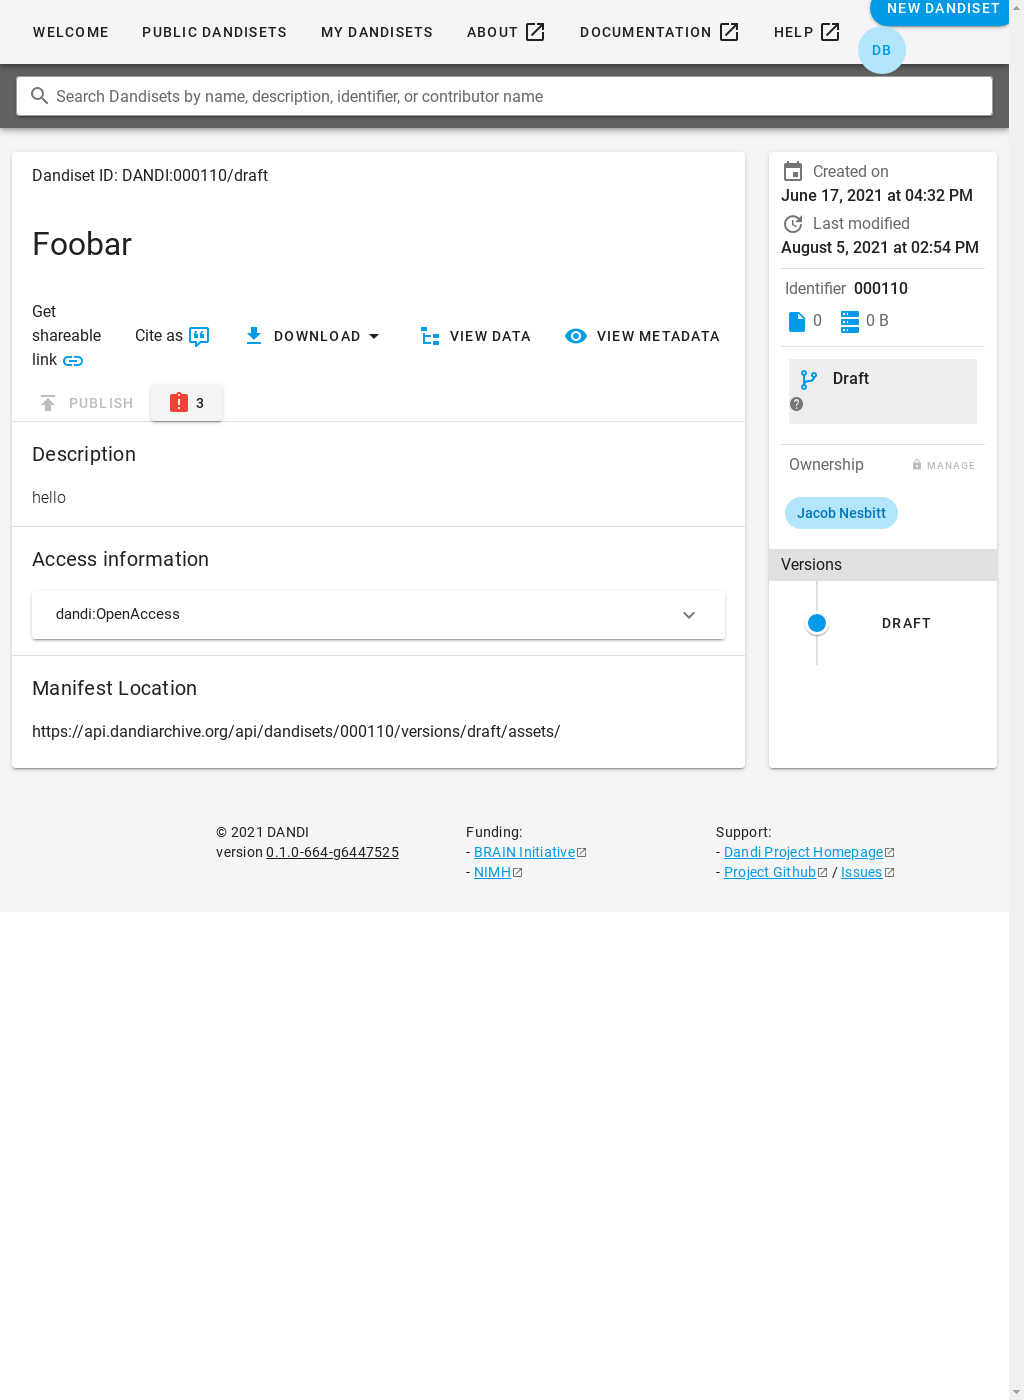 WELCOME
PUBLIC DANDISETS
MY DANDISETS
ABOUT
DOCUMENTATION
HELP
NEW DANDISET
DB
Search Dandisets by name, description, identifier, or contributor name
Dandiset ID: DANDI:000110/draft
Foobar
Get
shareable
link
Cite as
DOWNLOAD
VIEW DATA
VIEW METADATA
PUBLISH
3
Description
hello
Access information
dandi:OpenAccess
Manifest Location
https://api.dandiarchive.org/api/dandisets/000110/versions/draft/assets/
Created on
June 17, 2021 at 04:32 PM
Last modified
August 5, 2021 at 02:54 PM
Identifier 000110
0
0 B
Draft
Ownership
MANAGE
Jacob Nesbitt
Versions
DRAFT
© 2021 DANDI
version 0.1.0-664-g6447525
Funding:
- BRAIN Initiative
- NIMH
Support:
- Dandi Project Homepage
- Project Github / Issues